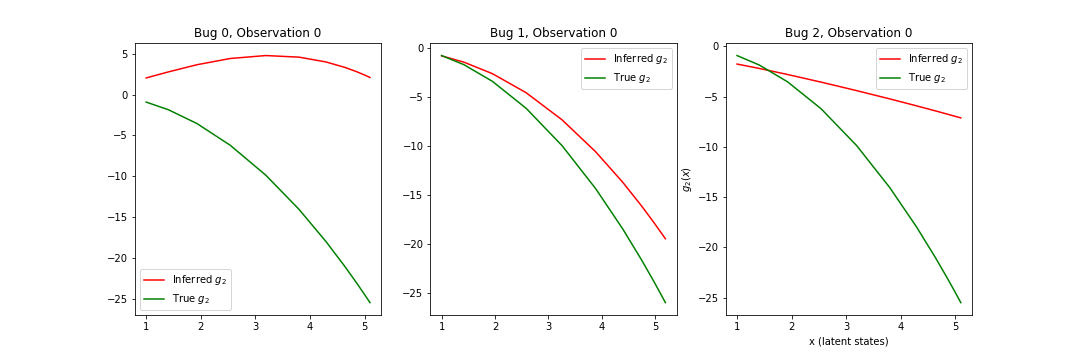 Bug 0, Observation 0
5
0
−5
−10
−15
−20
−25
Inferred g₂
True g₂
1 2 3 4 5
Bug 1, Observation 0
0
−5
−10
−15
−20
−25
Inferred g₂
True g₂
1 2 3 4 5
Bug 2, Observation 0
g₂(x)
0
−5
−10
−15
−20
−25
Inferred g₂
True g₂
1 2 3 4 5
x (latent states)